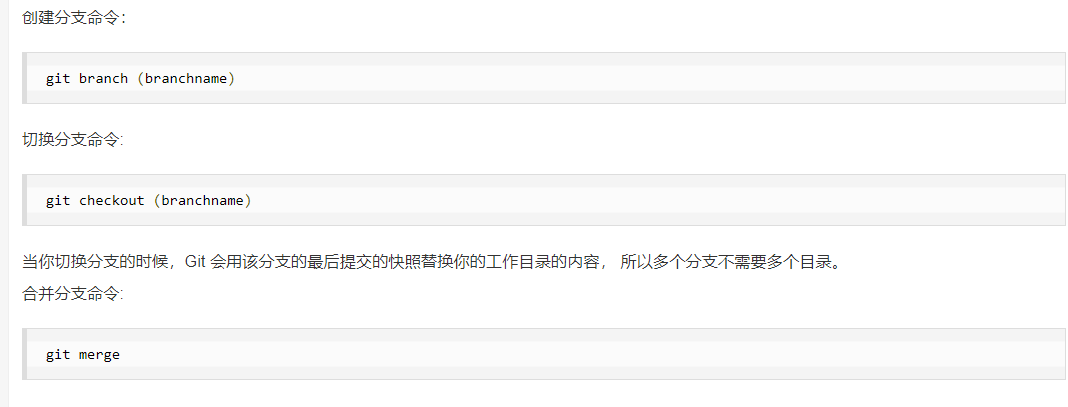 创建分支命令：
git branch (branchname)
切换分支命令:
git checkout (branchname)
当你切换分支的时候，Git 会用该分支的最后提交的快照替换你的工作目录的内容， 所以多个分支不需要多个目录。
合并分支命令:
git merge